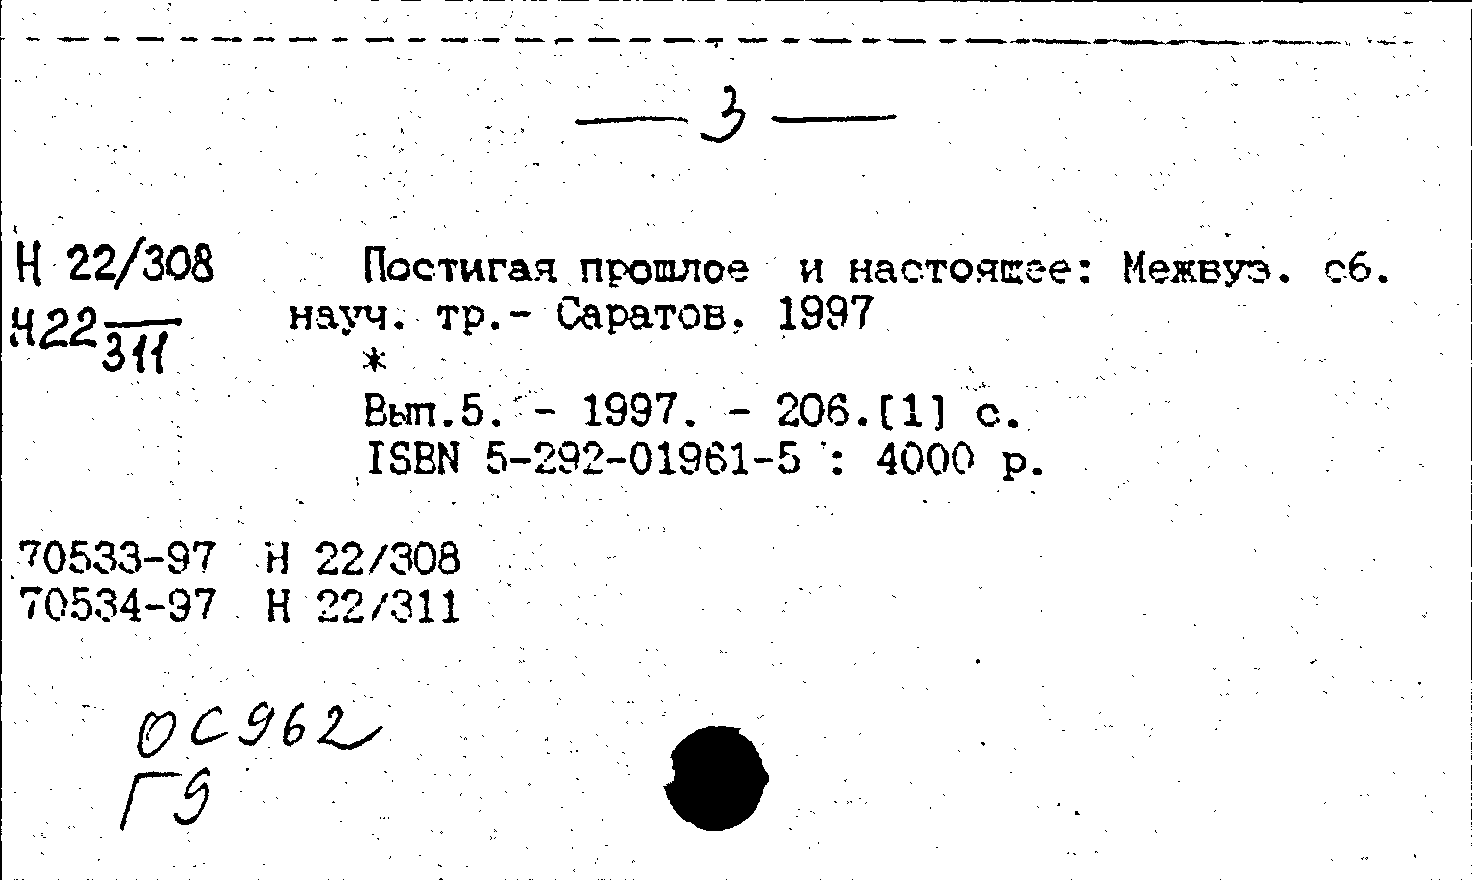 — 3 —
Н 22/308 Постигая прошлое и настоящее: Межвуз. сб.
Н22/311 науч. тр.- Саратов, 1997
*
Вып.5. - 1997. - 206.[1] с.
ISBN 5-292-01961-5 : 4000 р.
70533-97 Н 22/308
70534-97 Н 22/311
ОС962
Г9